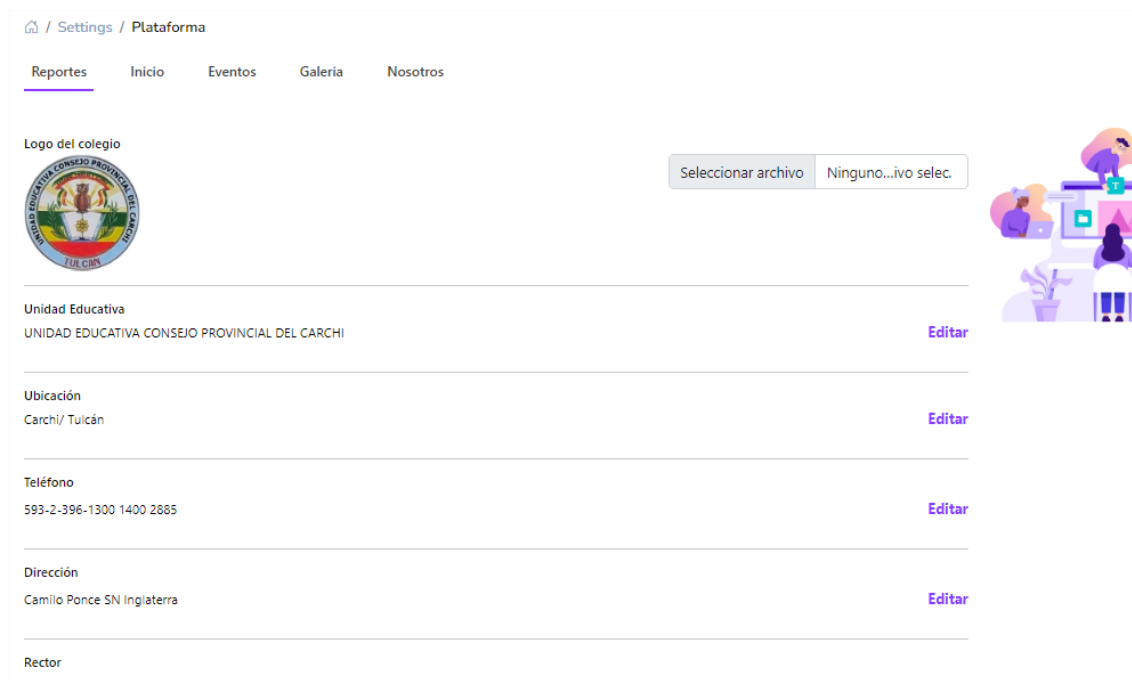 / Settings / Plataforma
Reportes Inicio Eventos Galeria Nosotros
Logo del colegio
UNIDAD EDUCATIVA CONSEJO PROVINCIAL DEL CARCHI
TULCAN
Seleccionar archivo Ninguno...ivo selec.
T
Unidad Educativa
UNIDAD EDUCATIVA CONSEJO PROVINCIAL DEL CARCHI
Editar
Ubicación
Carchi/ Tulcán
Editar
Teléfono
593-2-396-1300 1400 2885
Editar
Dirección
Camilo Ponce SN Inglaterra
Editar
Rector